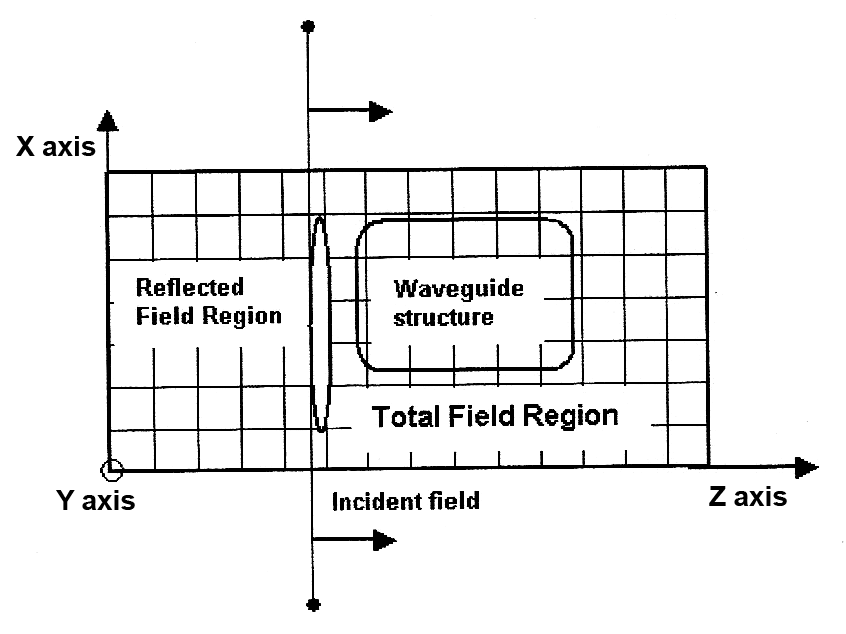 X axis
Reflected
Field Region
Waveguide
structure
Total Field Region
Y axis
Incident field
Z axis